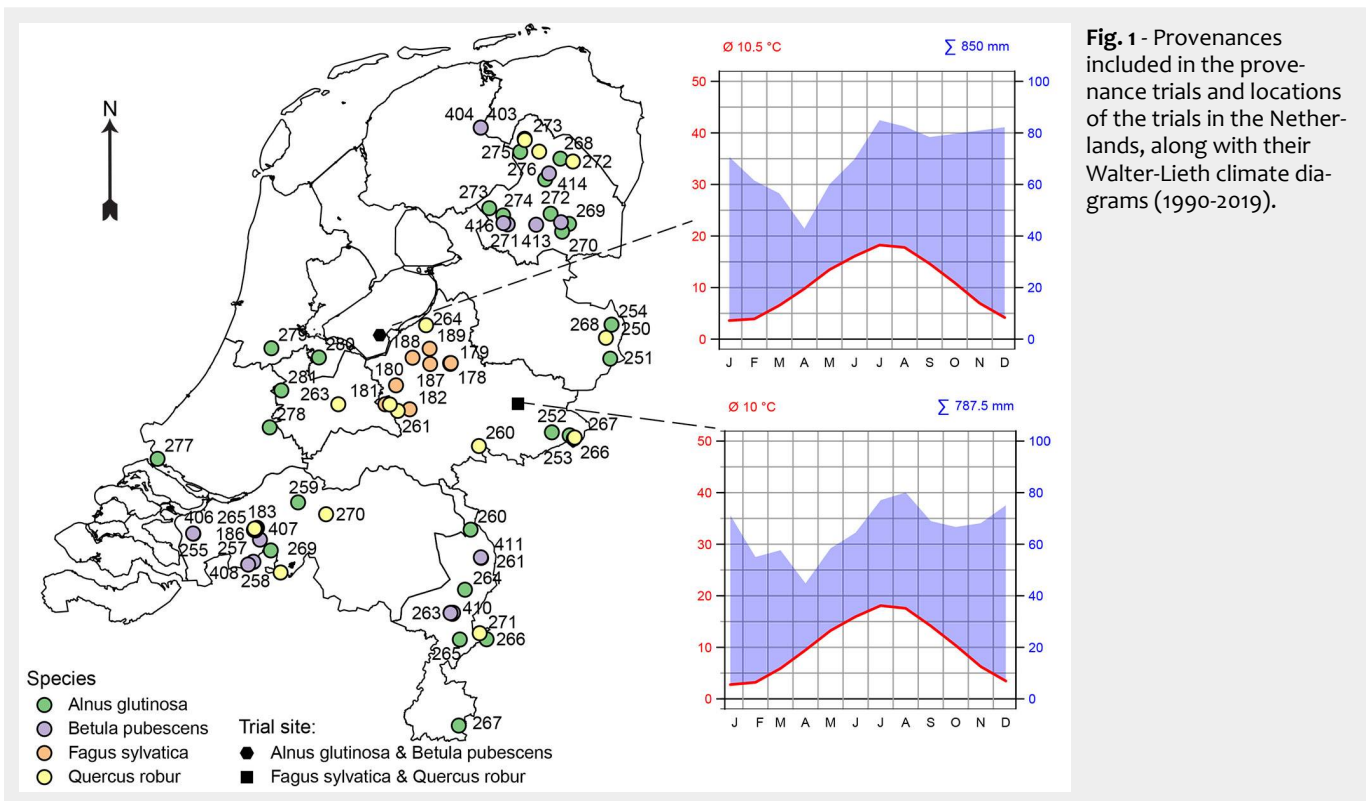 Fig. 1 - Provenances
included in the prove-
nance trials and locations
of the trials in the Nether-
lands, along with their
Walter-Lieth climate dia-
grams (1990-2019).
N
404 403 273
268
275
272
276
414
273
274 272
269
416
271 413
270
264
254
268 250
189
188
179
251
279
280
180
187 178
281
263 181 182
261
278
252 267
260
253 266
277
259
270
183
406 265
407
186
260
255 257 269
411
261
408 258
264
263 410
271
266
265
267
Species
Alnus glutinosa
Betula pubescens
Fagus sylvatica
Quercus robur
Trial site:
Alnus glutinosa & Betula pubescens
Fagus sylvatica & Quercus robur
Ø 10.5 °C ∑ 850 mm
50 100
40 80
30 60
20 40
10 20
0 0
J F M A M J J A S O N D
Ø 10 °C ∑ 787.5 mm
50 100
40 80
30 60
20 40
10 20
0 0
J F M A M J J A S O N D